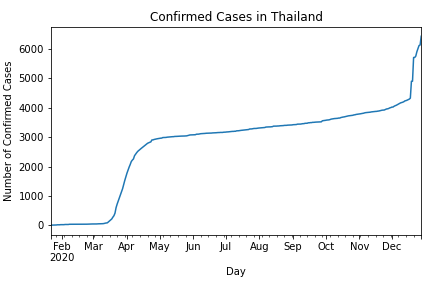 Confirmed Cases in Thailand
Number of Confirmed Cases
6000
5000
4000
3000
2000
1000
0
Feb Mar Apr May Jun Jul Aug Sep Oct Nov Dec
2020
Day